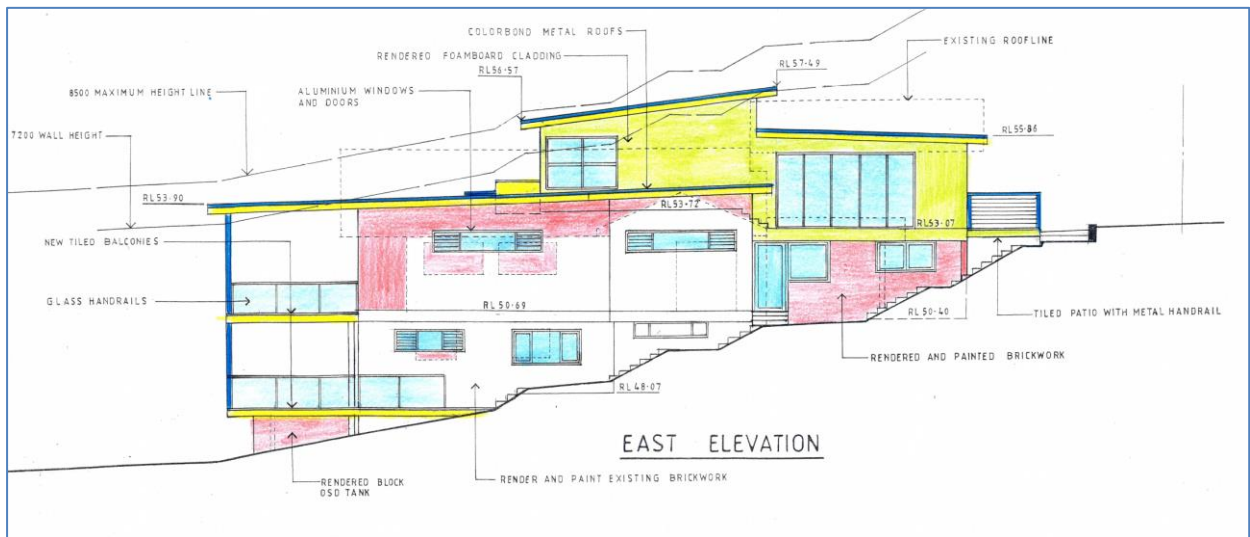 COLORBOND METAL ROOFS
RENDERED FOAMBOARD CLADDING
EXISTING ROOFLINE
RL56·57
RL57·49
8500 MAXIMUM HEIGHT LINE
ALUMINIUM WINDOWS
AND DOORS
7200 WALL HEIGHT
RL55·86
RL53·90
RL53·72
RL53·07
NEW TILED BALCONIES
GLASS HANDRAILS
RL 50·69
RL50·40
TILED PATIO WITH METAL HANDRAIL
RENDERED AND PAINTED BRICKWORK
RL48·07
EAST ELEVATION
RENDERED BLOCK
OSD TANK
RENDER AND PAINT EXISTING BRICKWORK